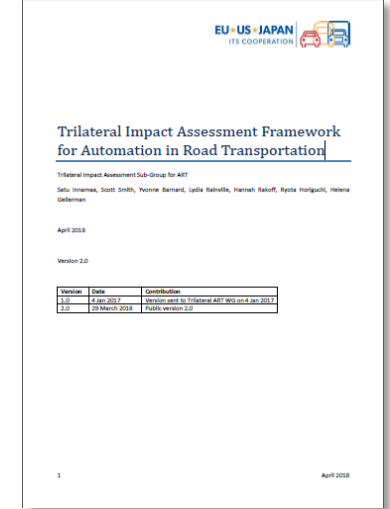 EU★US★JAPAN
ITS COOPERATION
Trilateral Impact Assessment Framework
for Automation in Road Transportation
Trilateral Impact Assessment Sub-Group for ART
Satu Innamaa, Scott Smith, Yvonne Barnard, Lydia Rainville, Hannah Rakoff, Ryota Horiguchi, Helena
Gellerman
April 2018
Version 2.0
Version Date Contribution
1.0 4 Jan 2017 Version sent to Trilateral ART WG on 4 Jan 2017
2.0 29 March 2018 Public version 2.0
1 April 2018